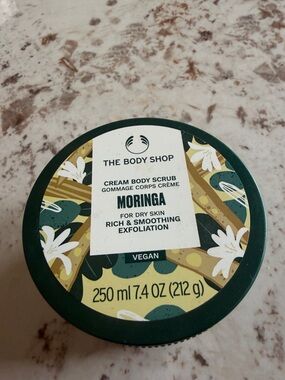 THE BODY SHOP
CREAM BODY SCRUB
GOMMAGE CORPS CRÈME
MORINGA
FOR DRY SKIN
RICH & SMOOTHING
EXFOLIATION
VEGAN
250 ml 7.4 OZ (212 g)